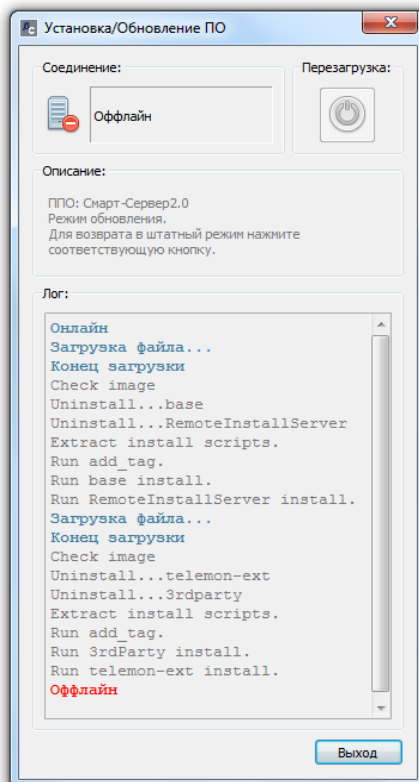 Установка/Обновление ПО
Соединение:
Перезагрузка:
Оффлайн
Описание:
ППО: Смарт-Сервер2.0
Режим обновления.
Для возврата в штатный режим нажмите
соответствующую кнопку.
Лог:
Онлайн
Загрузка файла...
Конец загрузки
Check image
Uninstall...base
Uninstall...RemoteInstallServer
Extract install scripts.
Run add_tag.
Run base install.
Run RemoteInstallServer install.
Загрузка файла...
Конец загрузки
Check image
Uninstall...telemon-ext
Uninstall...3rdparty
Extract install scripts.
Run add_tag.
Run 3rdParty install.
Run telemon-ext install.
Оффлайн
Выход